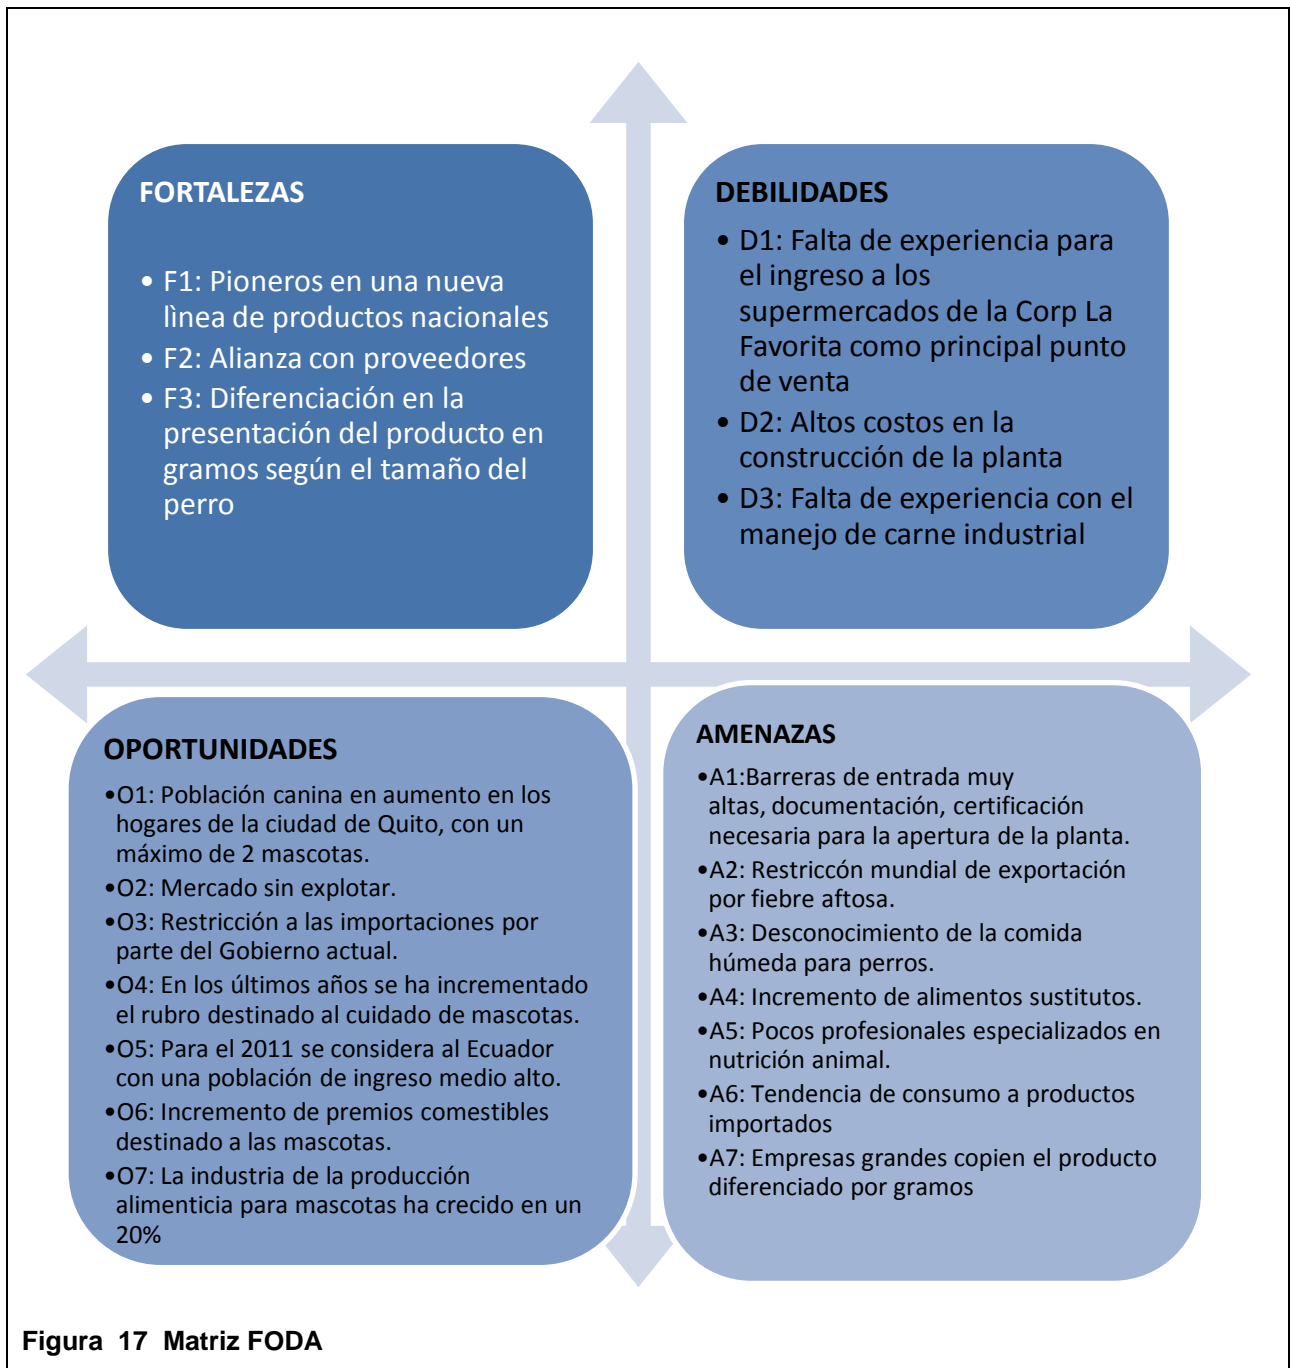 FORTALEZAS
• F1: Pioneros en una nueva
lìnea de productos nacionales
• F2: Alianza con proveedores
• F3: Diferenciación en la
presentación del producto en
gramos según el tamaño del
perro
DEBILIDADES
• D1: Falta de experiencia para
el ingreso a los
supermercados de la Corp La
Favorita como principal punto
de venta
• D2: Altos costos en la
construcción de la planta
• D3: Falta de experiencia con el
manejo de carne industrial
OPORTUNIDADES
•O1: Población canina en aumento en los
hogares de la ciudad de Quito, con un
máximo de 2 mascotas.
•O2: Mercado sin explotar.
•O3: Restricción a las importaciones por
parte del Gobierno actual.
•O4: En los últimos años se ha incrementado
el rubro destinado al cuidado de mascotas.
•O5: Para el 2011 se considera al Ecuador
con una población de ingreso medio alto.
•O6: Incremento de premios comestibles
destinado a las mascotas.
•O7: La industria de la producción
alimenticia para mascotas ha crecido en un
20%
AMENAZAS
•A1:Barreras de entrada muy
altas, documentación, certificación
necesaria para la apertura de la planta.
•A2: Restriccón mundial de exportación
por fiebre aftosa.
•A3: Desconocimiento de la comida
húmeda para perros.
•A4: Incremento de alimentos sustitutos.
•A5: Pocos profesionales especializados en
nutrición animal.
•A6: Tendencia de consumo a productos
importados
•A7: Empresas grandes copien el producto
diferenciado por gramos
Figura 17 Matriz FODA